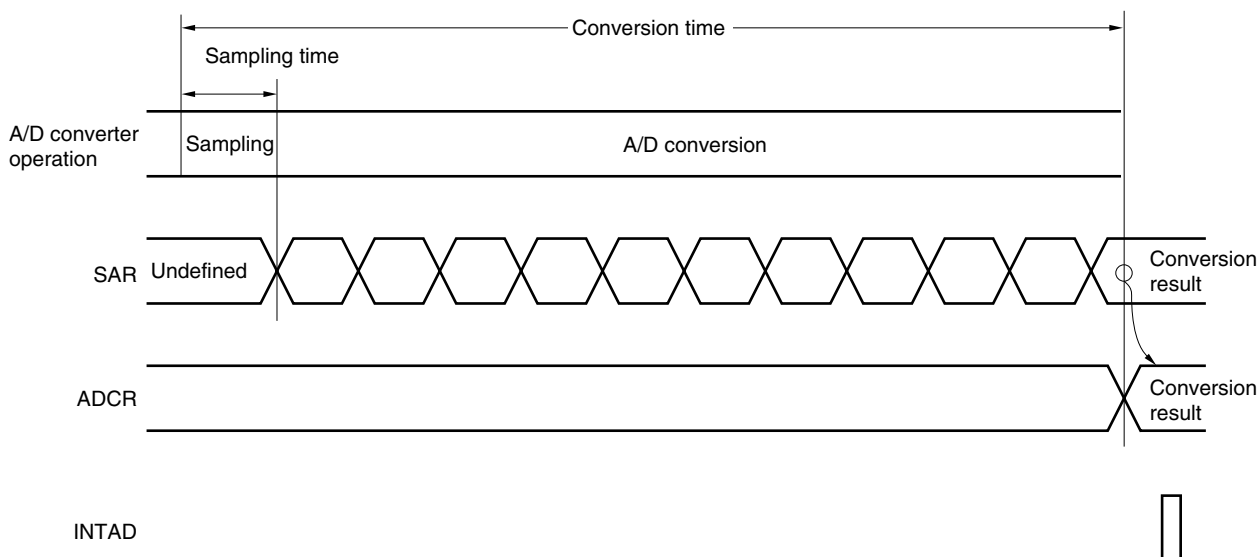 Conversion time
Sampling time
A/D converter
operation
Sampling
A/D conversion
SAR
Undefined
Conversion
result
ADCR
Conversion
result
INTAD